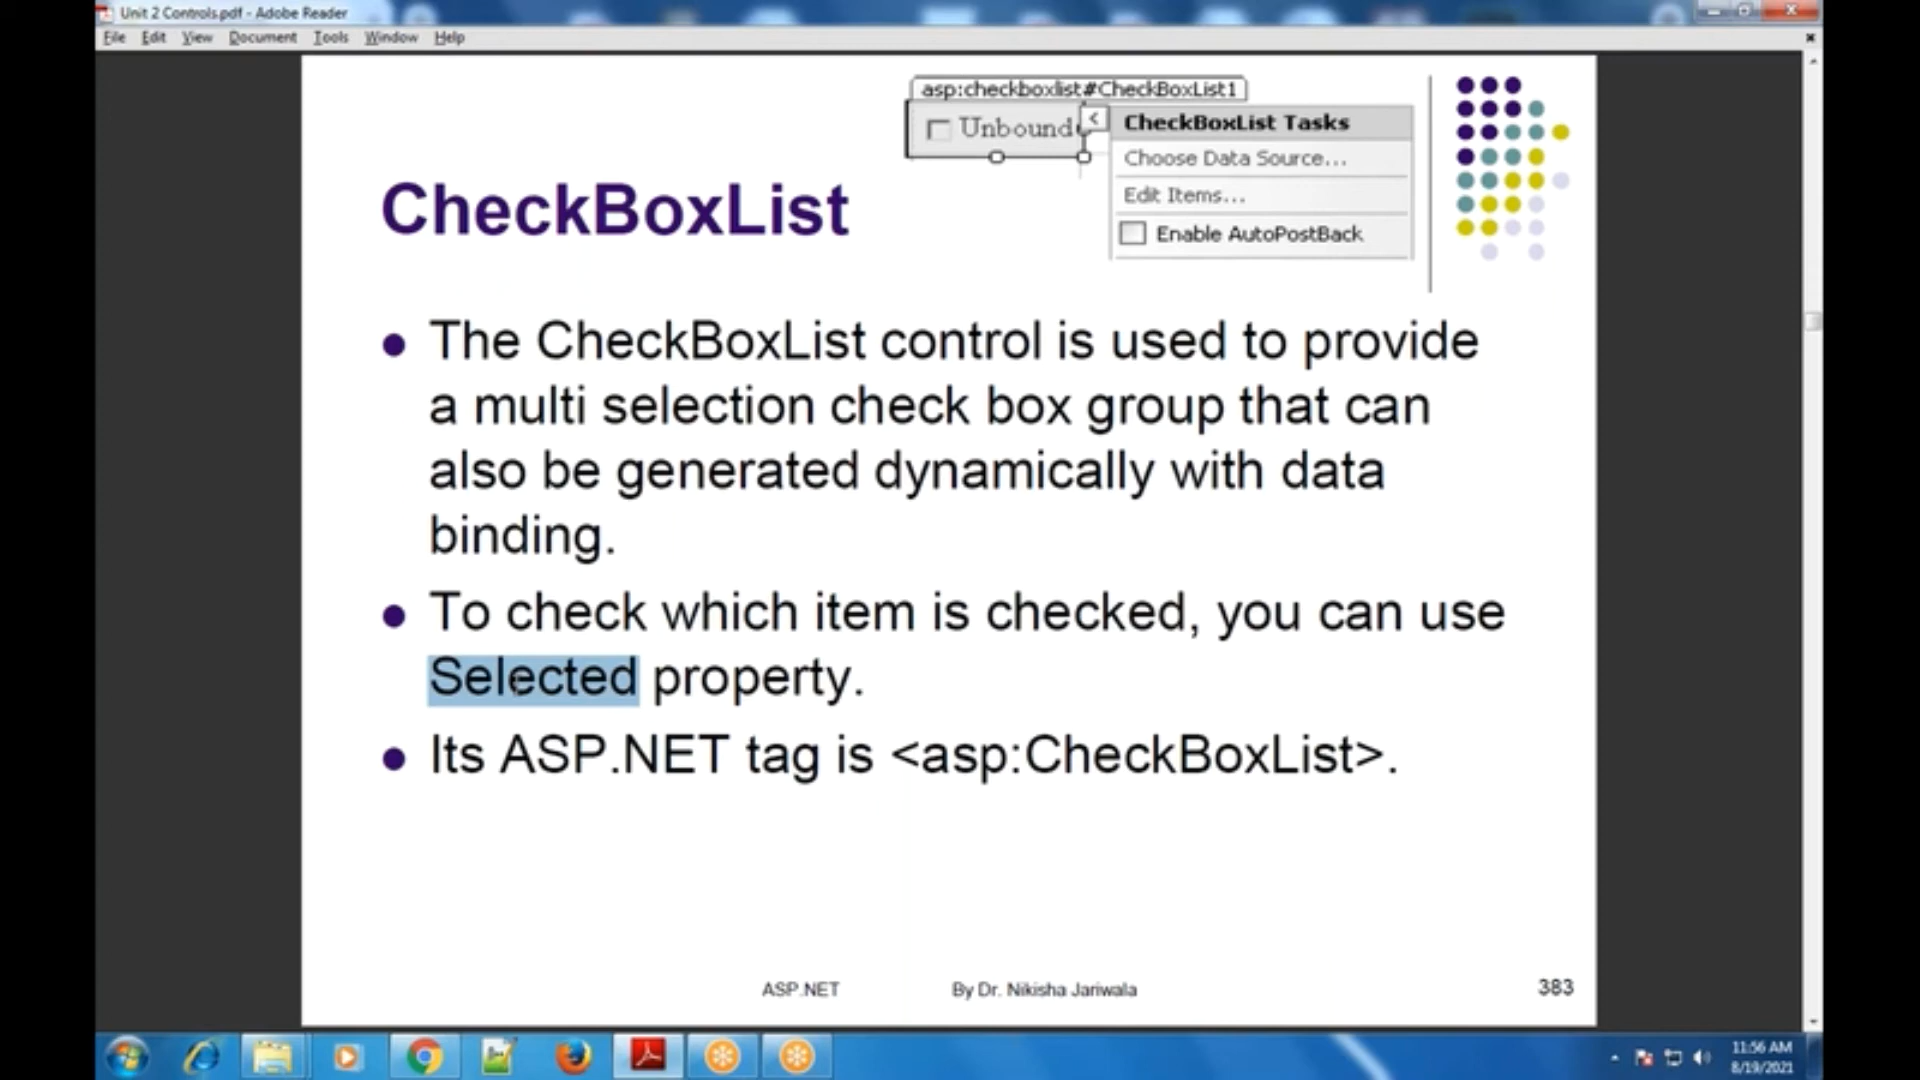 Unit 2 Controls.pdf - Adobe Reader
File Edit View Document Tools Window Help
asp:checkboxlist#CheckBoxList1
Unbound
CheckBoxList Tasks
Choose Data Source...
Edit Items...
Enable AutoPostBack
CheckBoxList
The CheckBoxList control is used to provide
a multi selection check box group that can
also be generated dynamically with data
binding.
To check which item is checked, you can use
Selected property.
Its ASP.NET tag is <asp:CheckBoxList>.
ASP.NET By Dr. Nikisha Jariwala 383
11:56 AM
8/19/2021